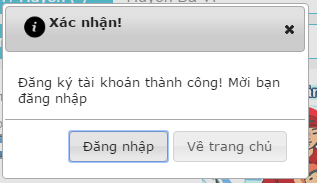 Xác nhận!
Đăng ký tài khoản thành công! Mời bạn
đăng nhập
Đăng nhập
Về trang chủ